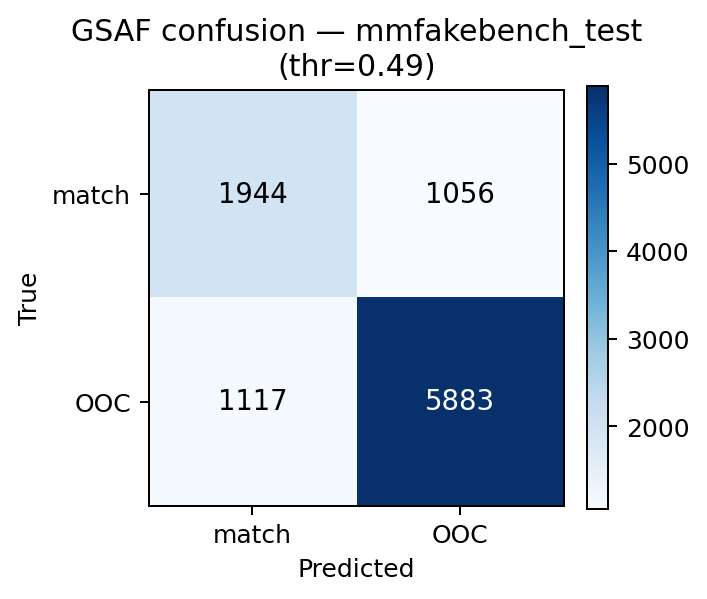 GSAF confusion — mmfakebench_test
(thr=0.49)
True
match
OOC
1944
1056
1117
5883
match
OOC
Predicted
5000
4000
3000
2000